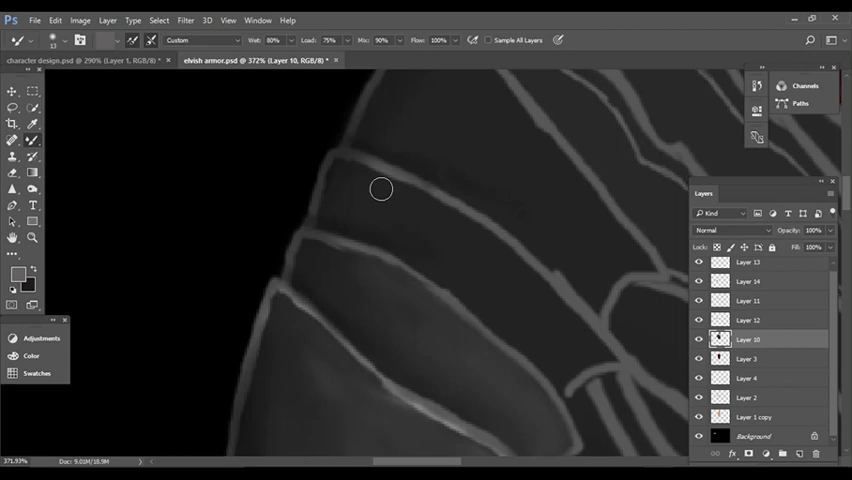 Ps File Edit Image Layer Type Select Filter 3D View Window Help
13 Custom Wet: 80% Load: 75% Mix: 90% Flow: 100% Sample All Layers
character design.psd @ 290% (Layer 1, RGB/8) * × elvish armor.psd @ 372% (Layer 10, RGB/8) * ×
Channels
Paths
Layers
Kind
Normal Opacity: 100%
Lock: Fill: 100%
Layer 13
Layer 14
Layer 11
Layer 12
Layer 10
Layer 3
Layer 4
Layer 2
Layer 1 copy
Background
Adjustments
Color
Swatches
371.93% Doc: 9.01M/18.9M
fx